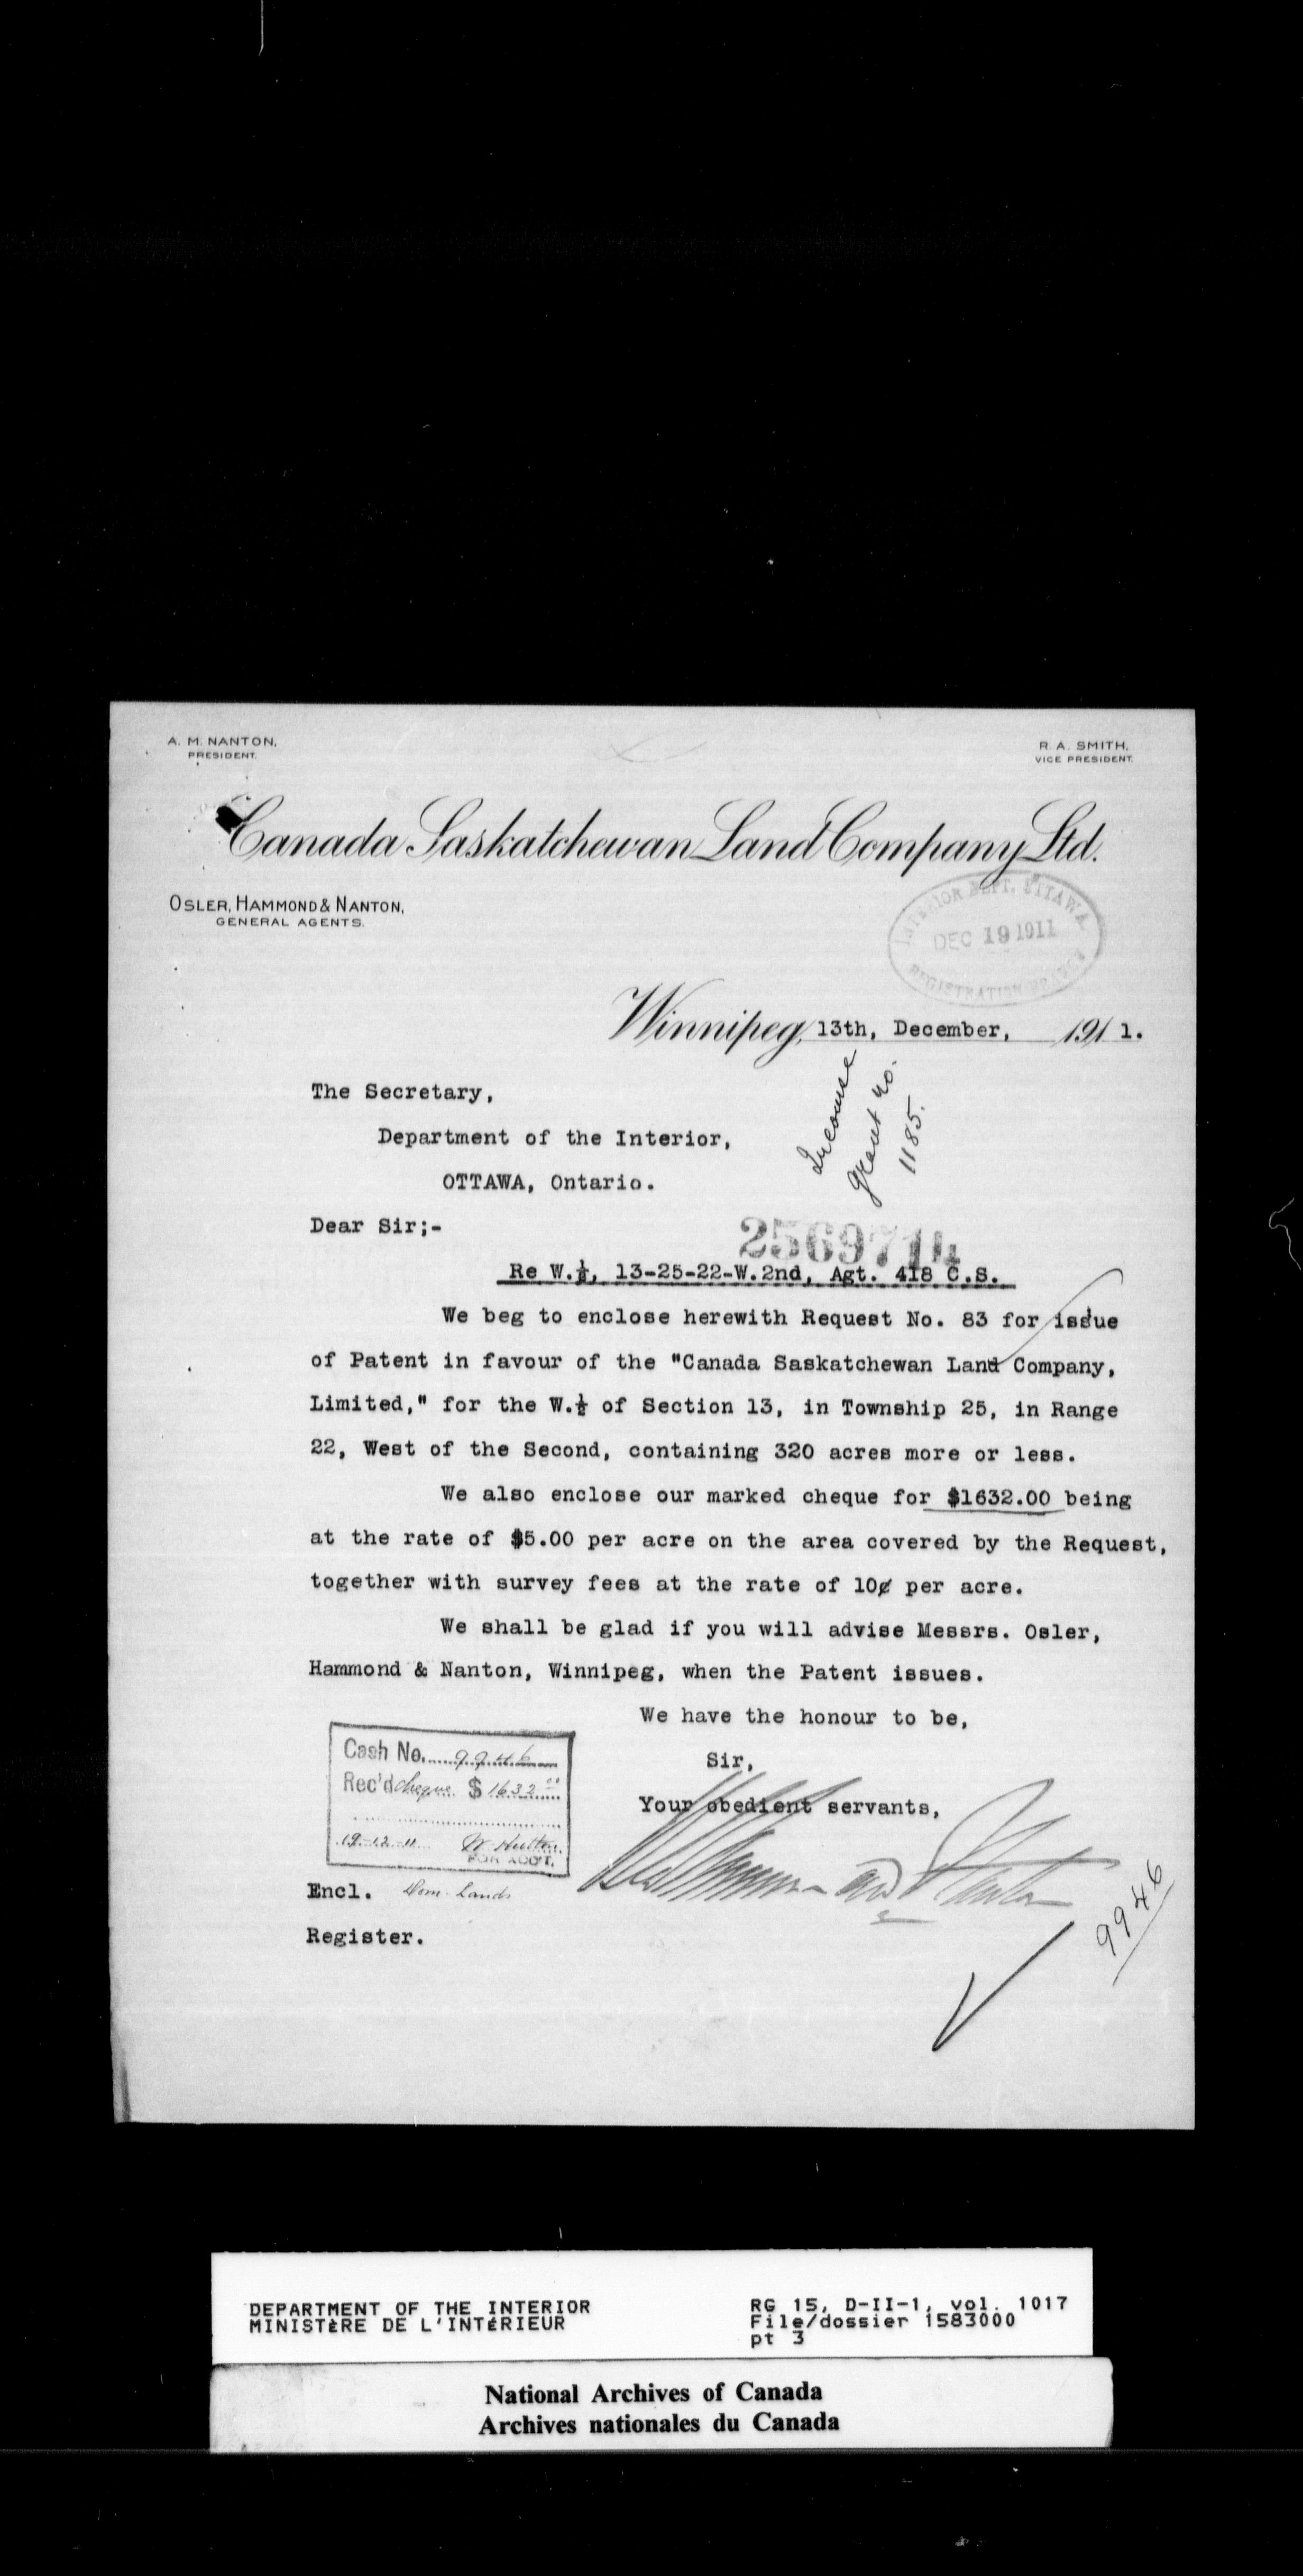 A. M. NANTON,
PRESIDENT.
R. A. SMITH,
VICE PRESIDENT.
Canada Saskatchewan Land Company Ltd.
OSLER, HAMMOND & NANTON,
GENERAL AGENTS.
INTERIOR DEPT. OTTAWA
DEC 19 1911
REGISTRATION BRANCH
Winnipeg, 13th, December, 1911.
The Secretary,
Department of the Interior,
OTTAWA, Ontario.
grant no.
1185.
Dear Sir;-
2569714
Re W.½, 13-25-22-W.2nd, Agt. 418 C.S.
We beg to enclose herewith Request No. 83 for issue
of Patent in favour of the "Canada Saskatchewan Land Company,
Limited," for the W.½ of Section 13, in Township 25, in Range
22, West of the Second, containing 320 acres more or less.
We also enclose our marked cheque for $1632.00 being
at the rate of $5.00 per acre on the area covered by the Request,
together with survey fees at the rate of 10¢ per acre.
We shall be glad if you will advise Messrs. Osler,
Hammond & Nanton, Winnipeg, when the Patent issues.
We have the honour to be,
Sir,
Your obedient servants,
Osler Hammond and Nanton
Cash No. 9946
Rec'd cheque $1632.00
19-12-11 W. Hutton
FOR ACC'T.
Encl. Dom. Lands
Register.
9946
DEPARTMENT OF THE INTERIOR
MINISTÈRE DE L'INTÉRIEUR
RG 15, D-II-1, vol. 1017
File/dossier 1583000
pt 3
National Archives of Canada
Archives nationales du Canada